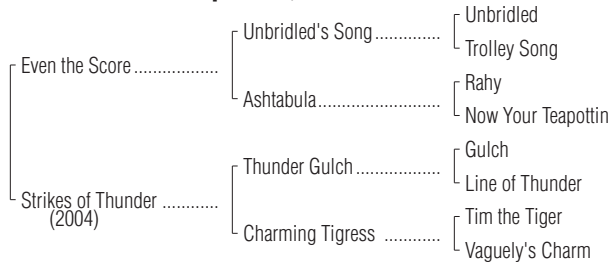 Unbridled
Unbridled's Song..............
Trolley Song
Even the Score..................
Rahy
Ashtabula..........................
Now Your Teapottin
Gulch
Thunder Gulch..................
Line of Thunder
Strikes of Thunder ............
(2004)
Tim the Tiger
Charming Tigress ............
Vaguely's Charm